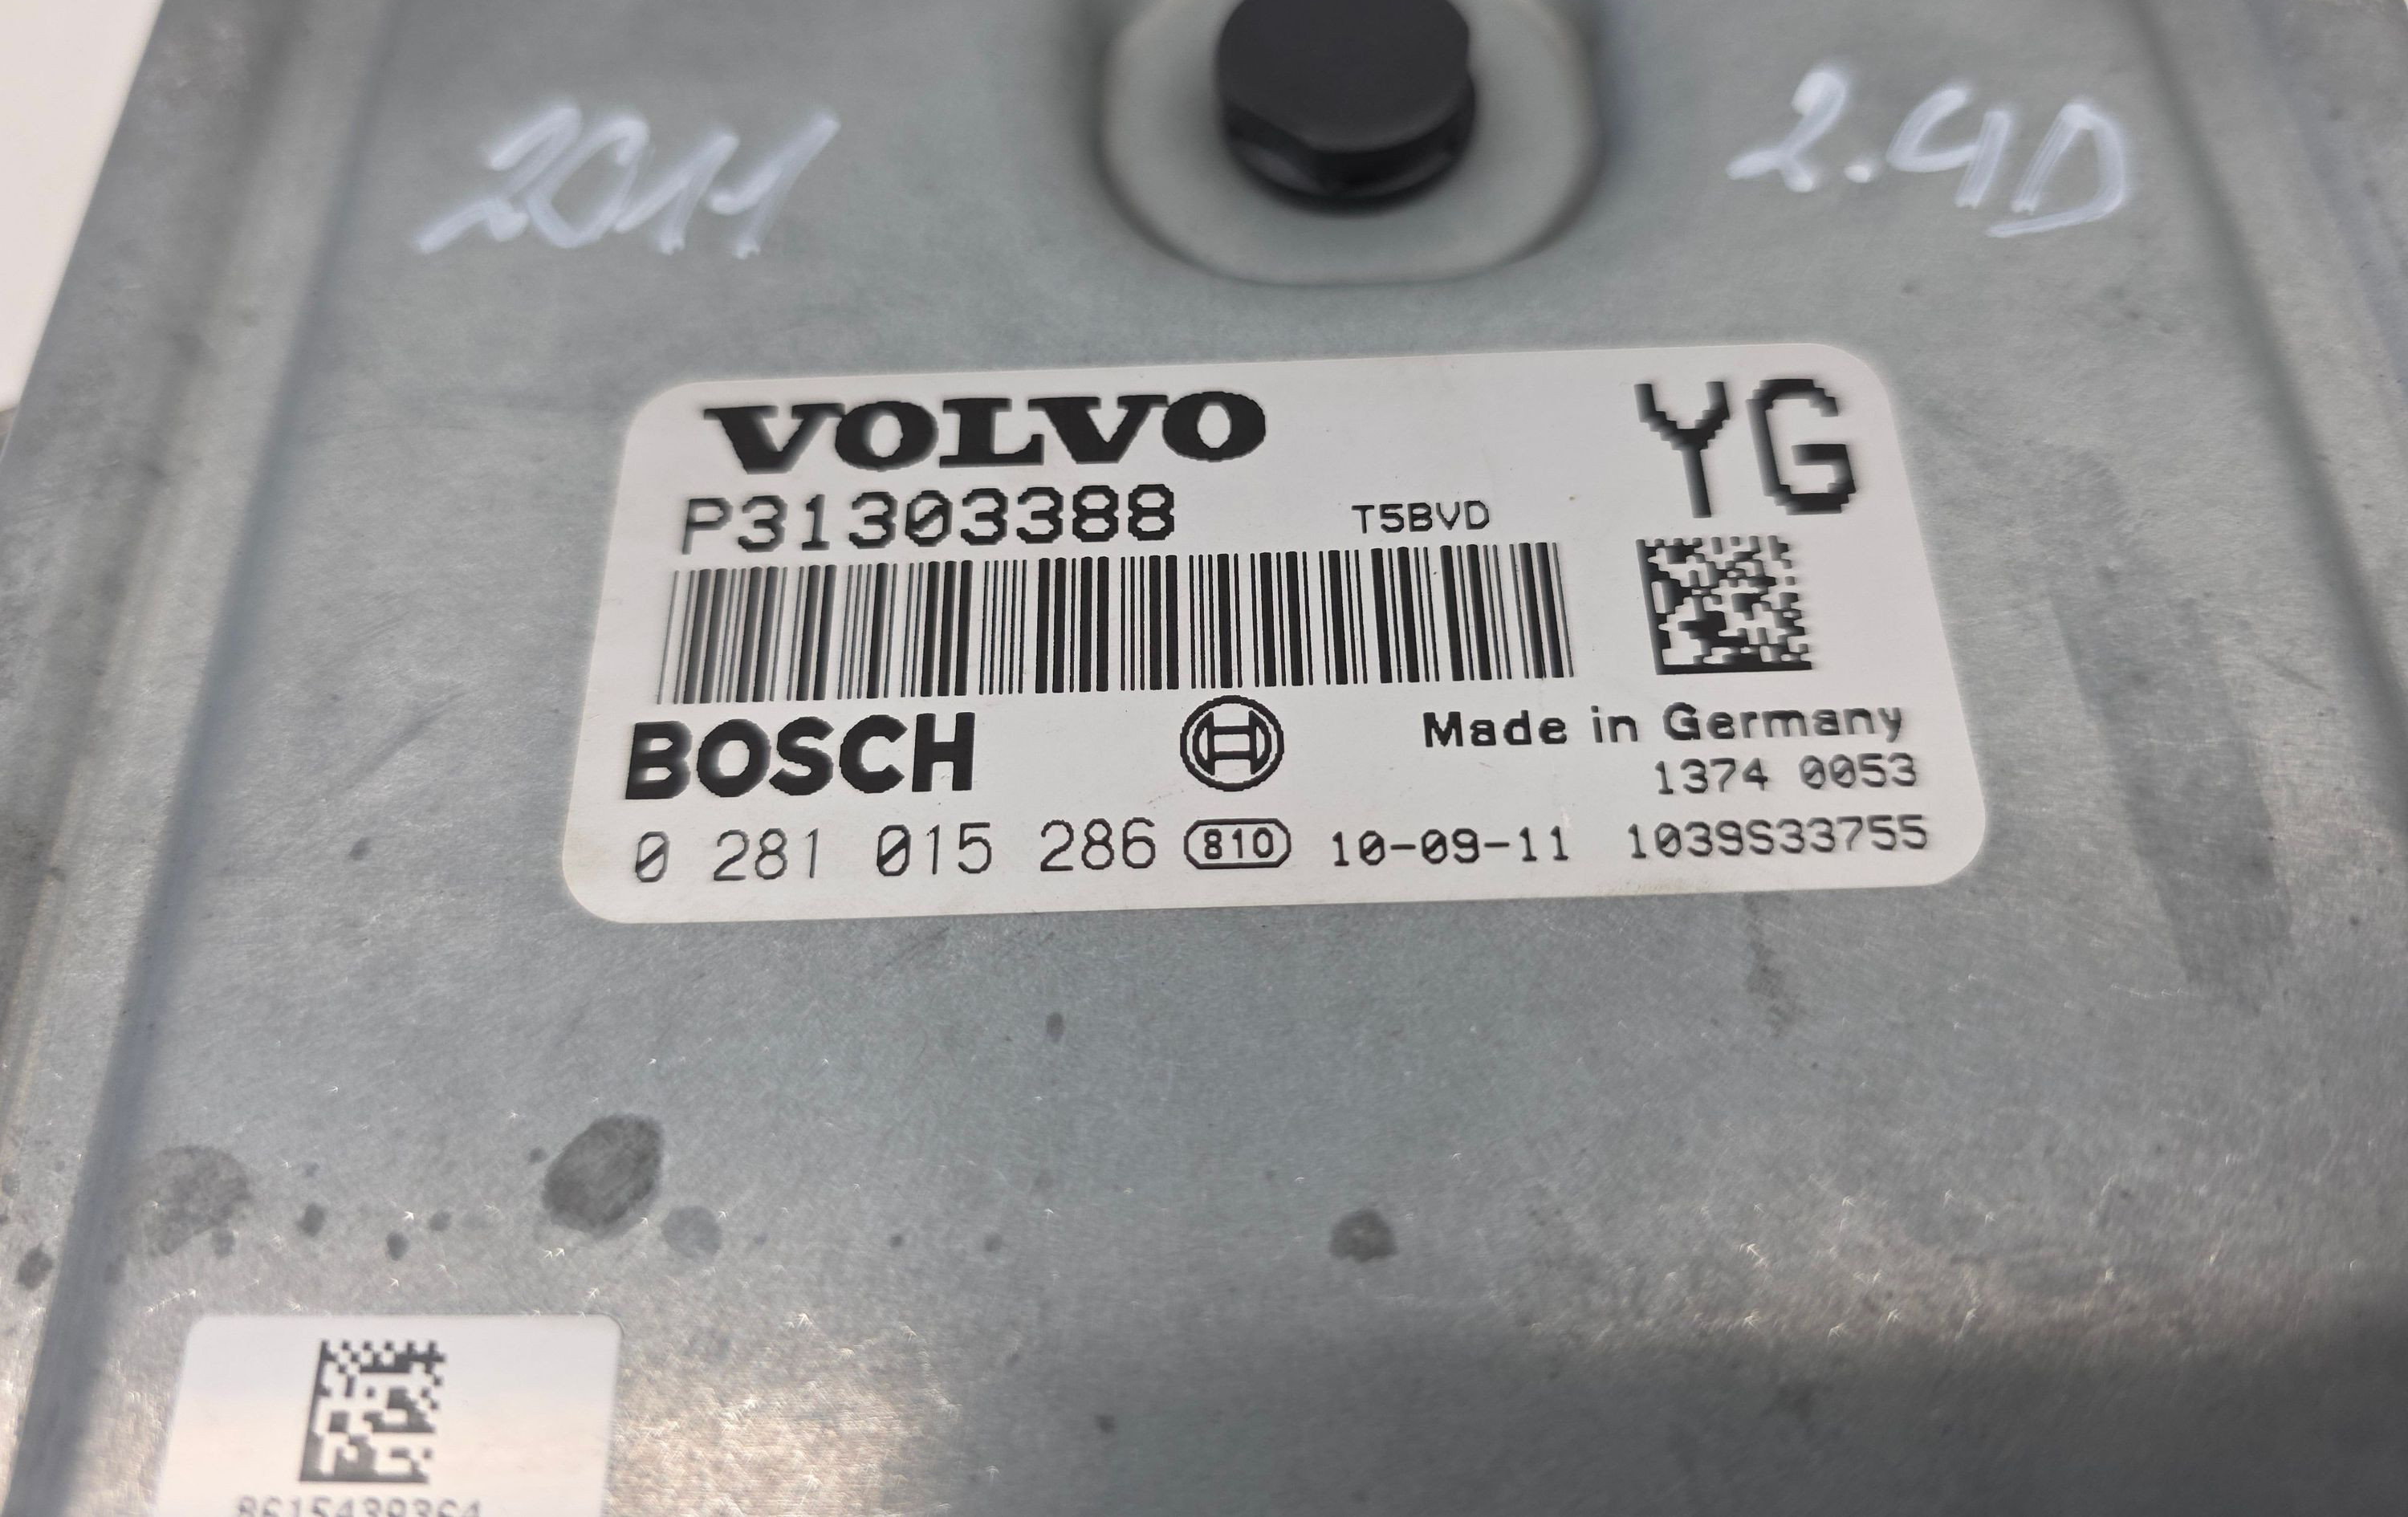 2011
2.4D
VOLVO
YG
P31303388
T5BVD
BOSCH
Made in Germany
1374 0053
0 281 015 286 810 10-09-11 1039S33755